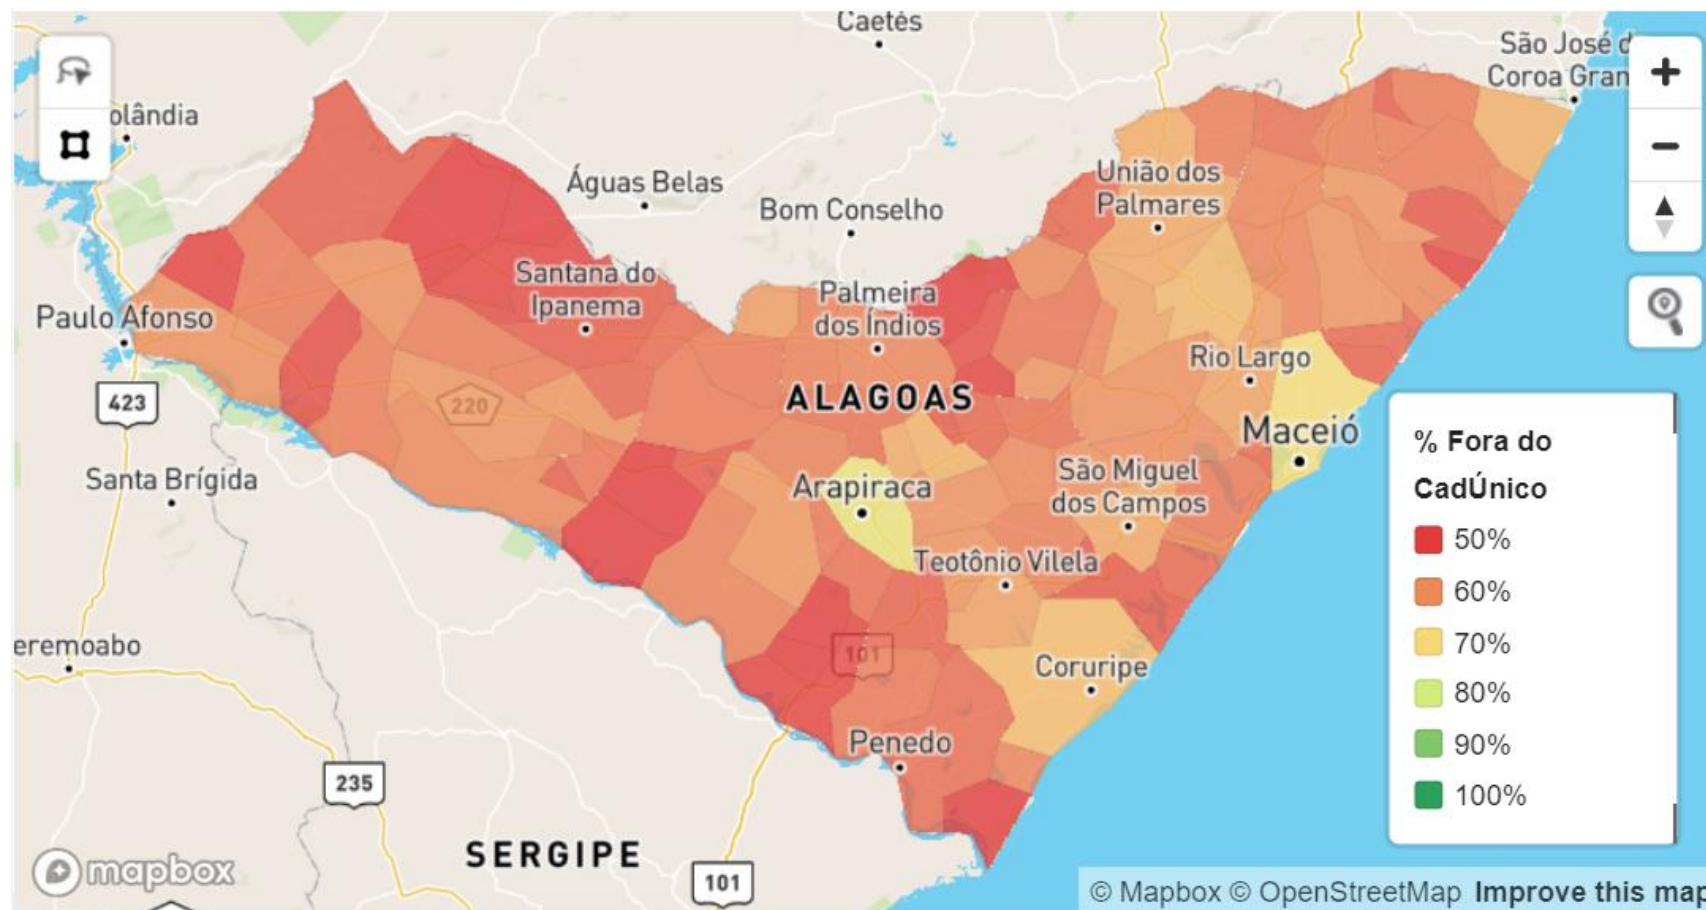 Caetés
São José d
Coroa Gran
olândia
Águas Belas
União dos
Palmares
Bom Conselho
Santana do
Ipanema
Palmeira
dos Índios
Paulo Afonso
Rio Largo
423
220
ALAGOAS
Maceió
% Fora do
CadÚnico
50%
60%
70%
80%
90%
100%
Santa Brígida
Arapiraca
São Miguel
dos Campos
Teotônio Vilela
eremoabo
101
Coruripe
Penedo
235
SERGIPE
101
mapbox
© Mapbox © OpenStreetMap Improve this map